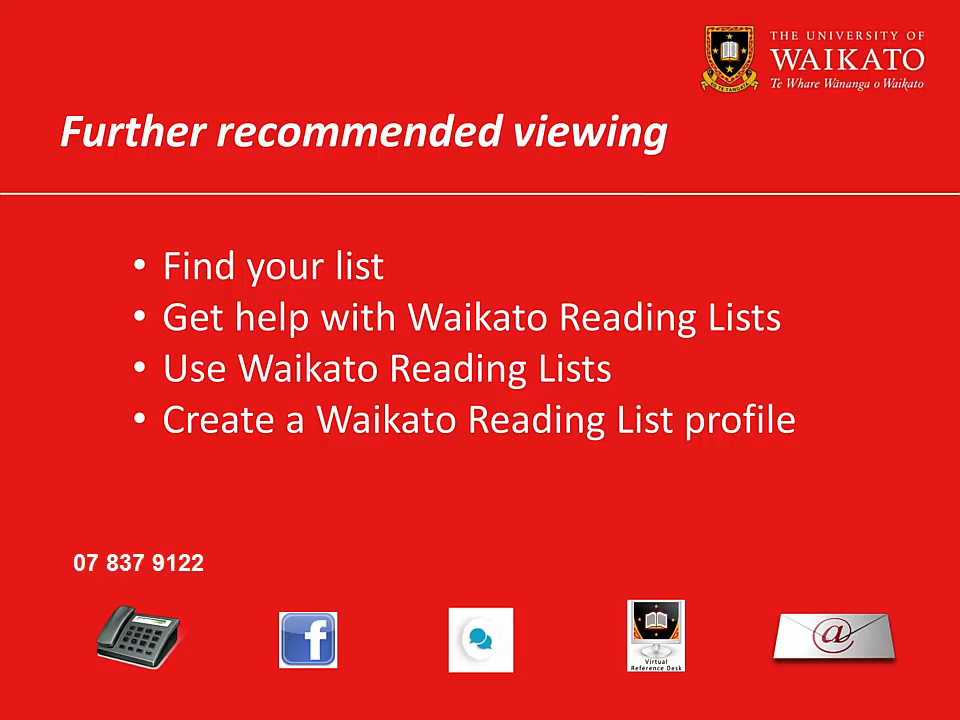 THE UNIVERSITY OF
WAIKATO
Te Whare Wānanga o Waikato
Further recommended viewing
• Find your list
• Get help with Waikato Reading Lists
• Use Waikato Reading Lists
• Create a Waikato Reading List profile
07 837 9122
f
@
Virtual
Reference Desk